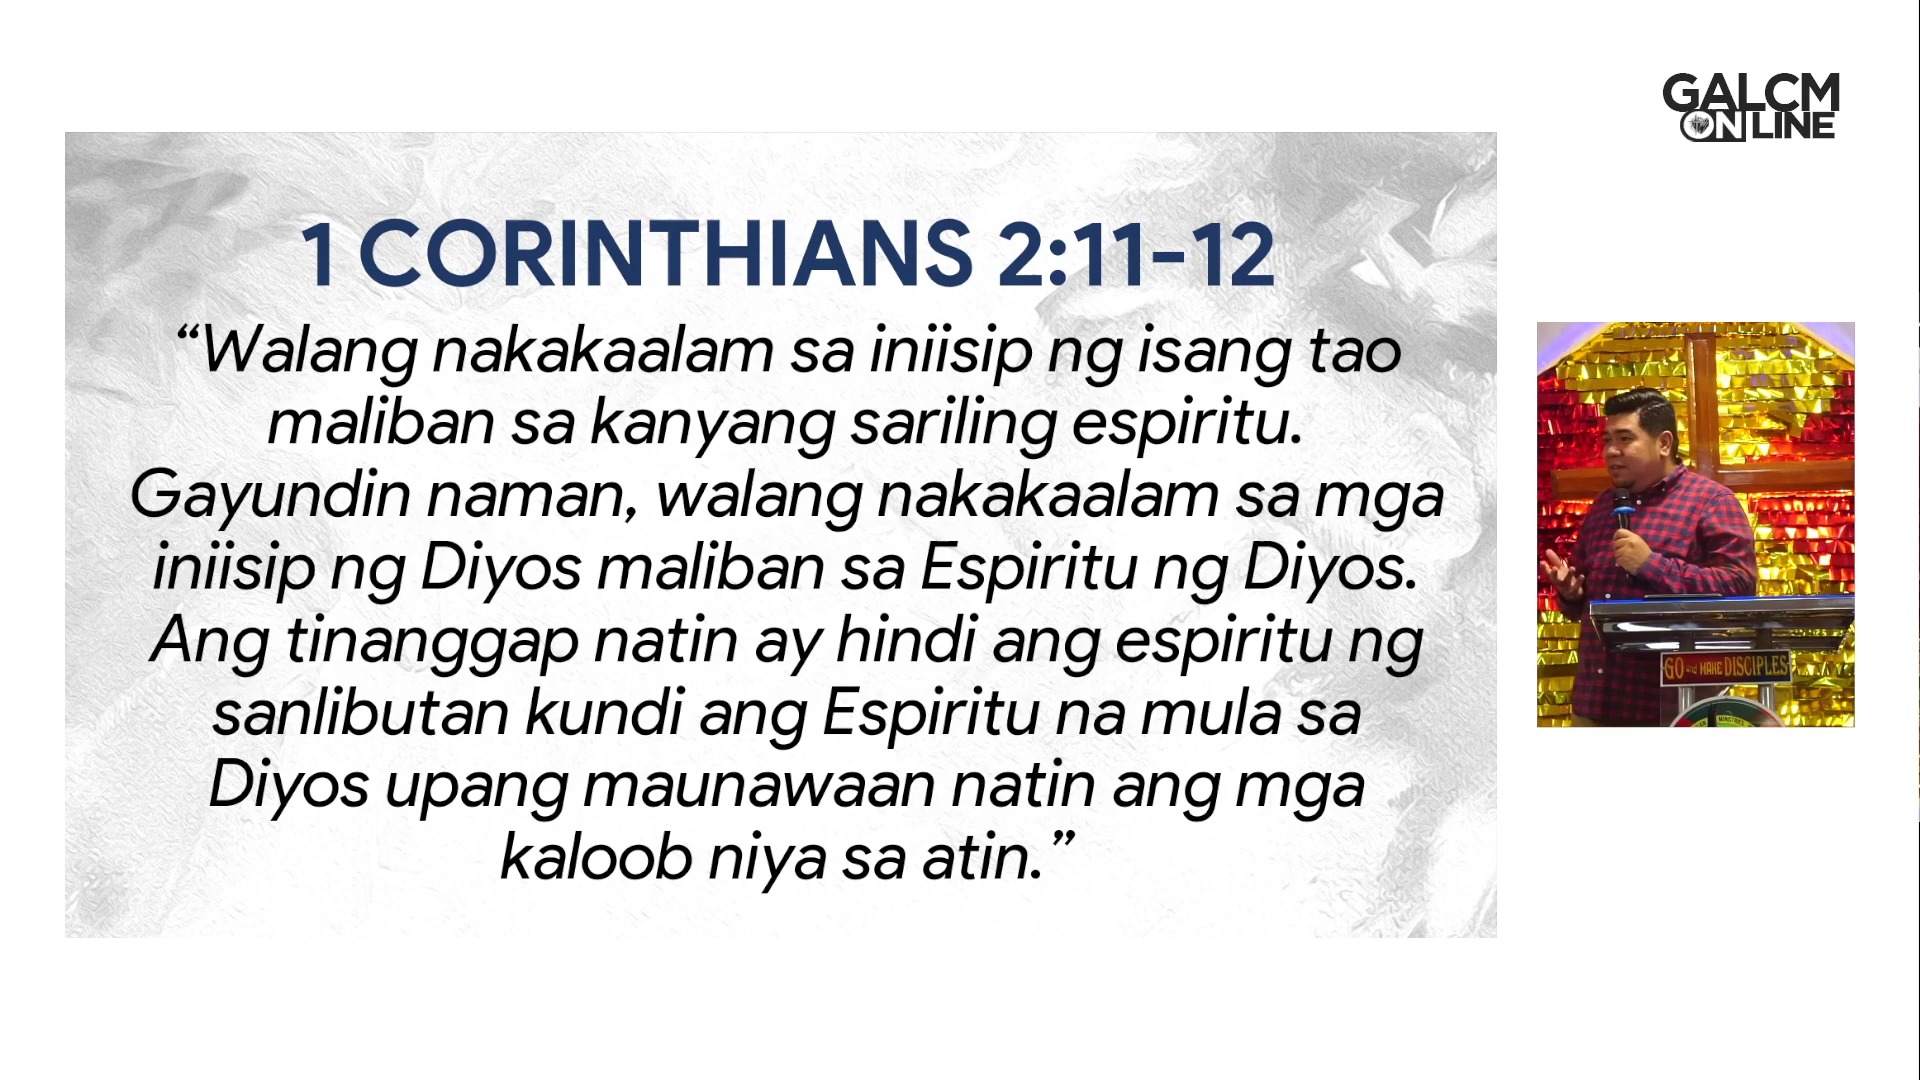 GALCM
ONLINE
1 CORINTHIANS 2:11-12
“Walang nakakaalam sa iniisip ng isang tao
maliban sa kanyang sariling espiritu.
Gayundin naman, walang nakakaalam sa mga
iniisip ng Diyos maliban sa Espiritu ng Diyos.
Ang tinanggap natin ay hindi ang espiritu ng
sanlibutan kundi ang Espiritu na mula sa
Diyos upang maunawaan natin ang mga
kaloob niya sa atin.”
GO and MAKE DISCIPLES
MINISTRIES